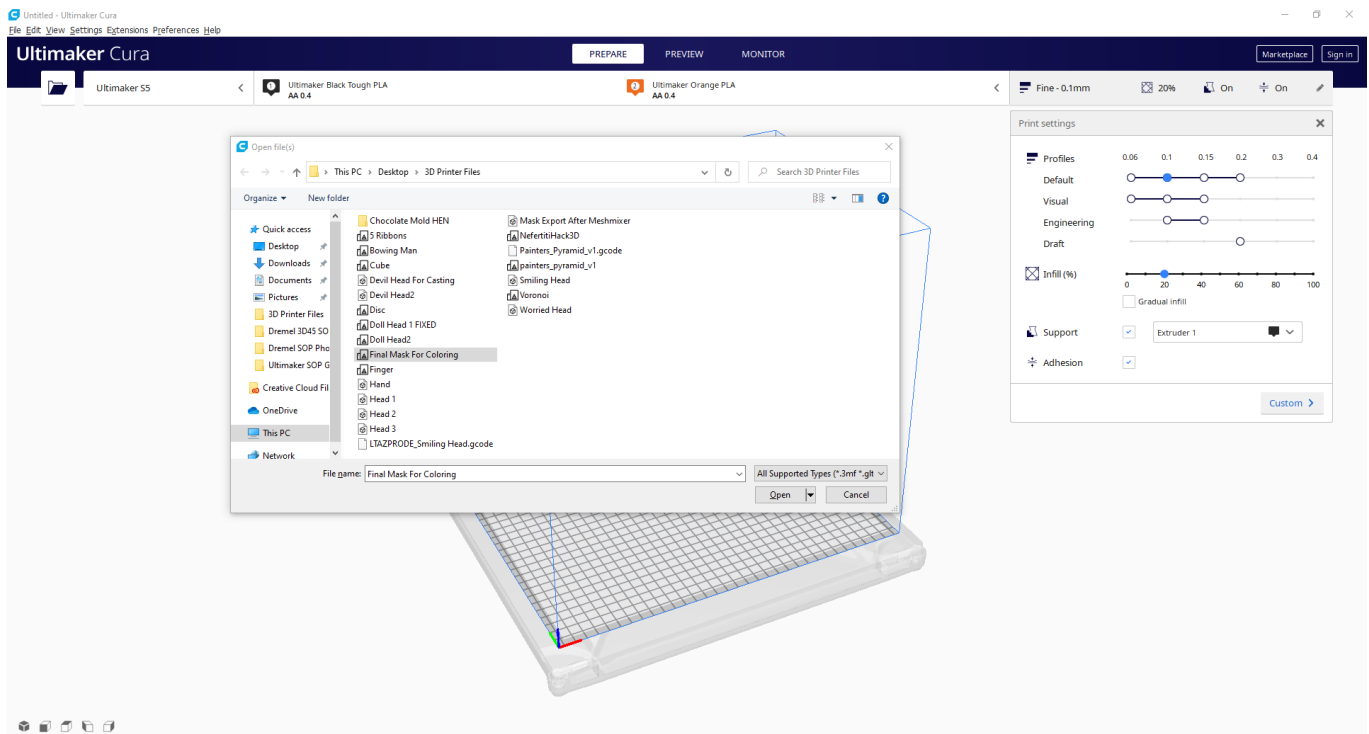 Untitled - Ultimaker Cura
File Edit View Settings Extensions Preferences Help
Ultimaker Cura
PREPARE PREVIEW MONITOR
Marketplace Sign in
Ultimaker S5
1 Ultimaker Black Tough PLA
AA 0.4
2 Ultimaker Orange PLA
AA 0.4
Fine - 0.1mm 20% On On
Open file(s)
This PC > Desktop > 3D Printer Files
Search 3D Printer Files
Organize New folder
Quick access
Desktop
Downloads
Documents
Pictures
3D Printer Files
Dremel 3D45 SO
Dremel SOP Pho
Ultimaker SOP G
Creative Cloud Fil
OneDrive
This PC
Network
Chocolate Mold HEN
5 Ribbons
Bowing Man
Cube
Devil Head For Casting
Devil Head2
Disc
Doll Head 1 FIXED
Doll Head2
Final Mask For Coloring
Finger
Hand
Head 1
Head 2
Head 3
LTAZPRODE_Smiling Head.gcode
Mask Export After Meshmixer
NefertitiHack3D
Painters_Pyramid_v1.gcode
painters_pyramid_v1
Smiling Head
Voronoi
Worried Head
File name: Final Mask For Coloring
All Supported Types (*.3mf *.glt
Open Cancel
Print settings
Profiles 0.06 0.1 0.15 0.2 0.3 0.4
Default
Visual
Engineering
Draft
Infill (%)
0 20 40 60 80 100
Gradual infill
Support Extruder 1
Adhesion
Custom >